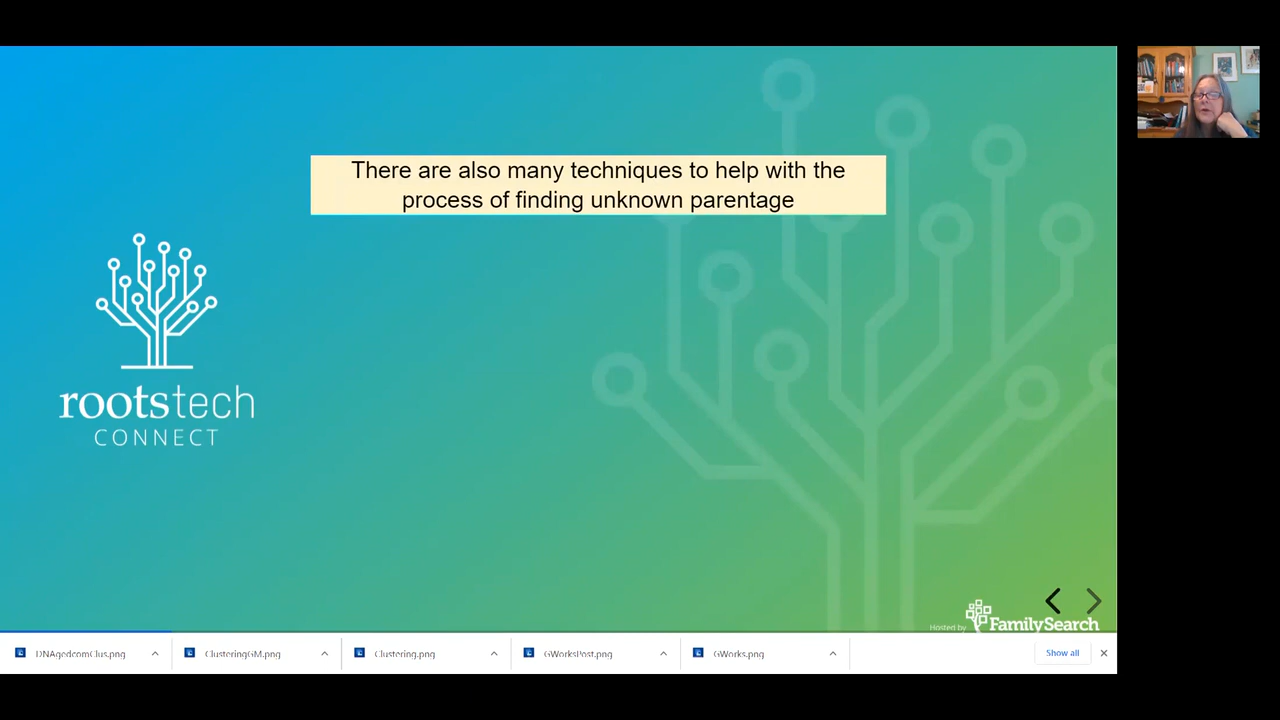 There are also many techniques to help with the
process of finding unknown parentage
rootstech
CONNECT
Hosted by FamilySearch
DNAgedcomClus.png
ClusteringGM.png
Clustering.png
GWorksPost.png
GWorks.png
Show all